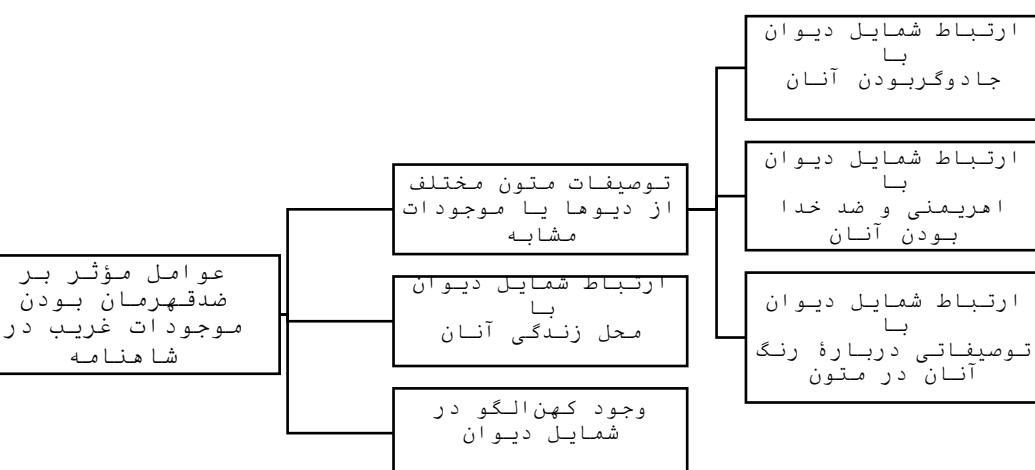 ارتباط شمایل دیوان
با
جادوگربودن آنان
ارتباط شمایل دیوان
با
اهریمنی و ضد خدا
بودن آنان
ارتباط شمایل دیوان
با
توصیفاتی دربارهٔ رنگ
آنان در متون
توصیفات متون مختلف
از دیوها یا موجودات
مشابه
ارتباط شمایل دیوان
با
محل زندگی آنان
وجود کهن‌الگو در
شمایل دیوان
عوامل مؤثر بر
ضدقهرمان بودن
موجودات غریب در
شاهنامه